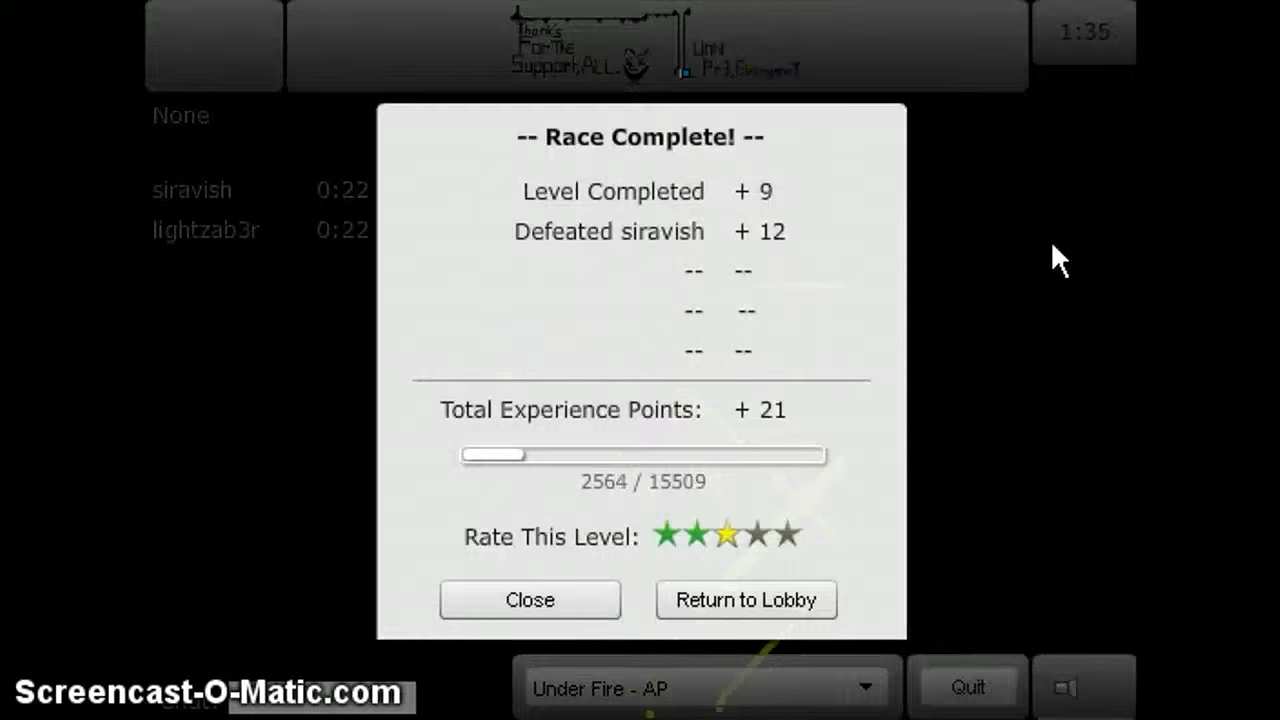 Thanks
For The
Support, ALL.
1:35
None
siravish 0:22
lightzab3r 0:22
-- Race Complete! --
Level Completed + 9
Defeated siravish + 12
-- --
-- --
-- --
Total Experience Points: + 21
2564 / 15509
Rate This Level:
Close Return to Lobby
Under Fire - AP Quit
Screencast-O-Matic.com